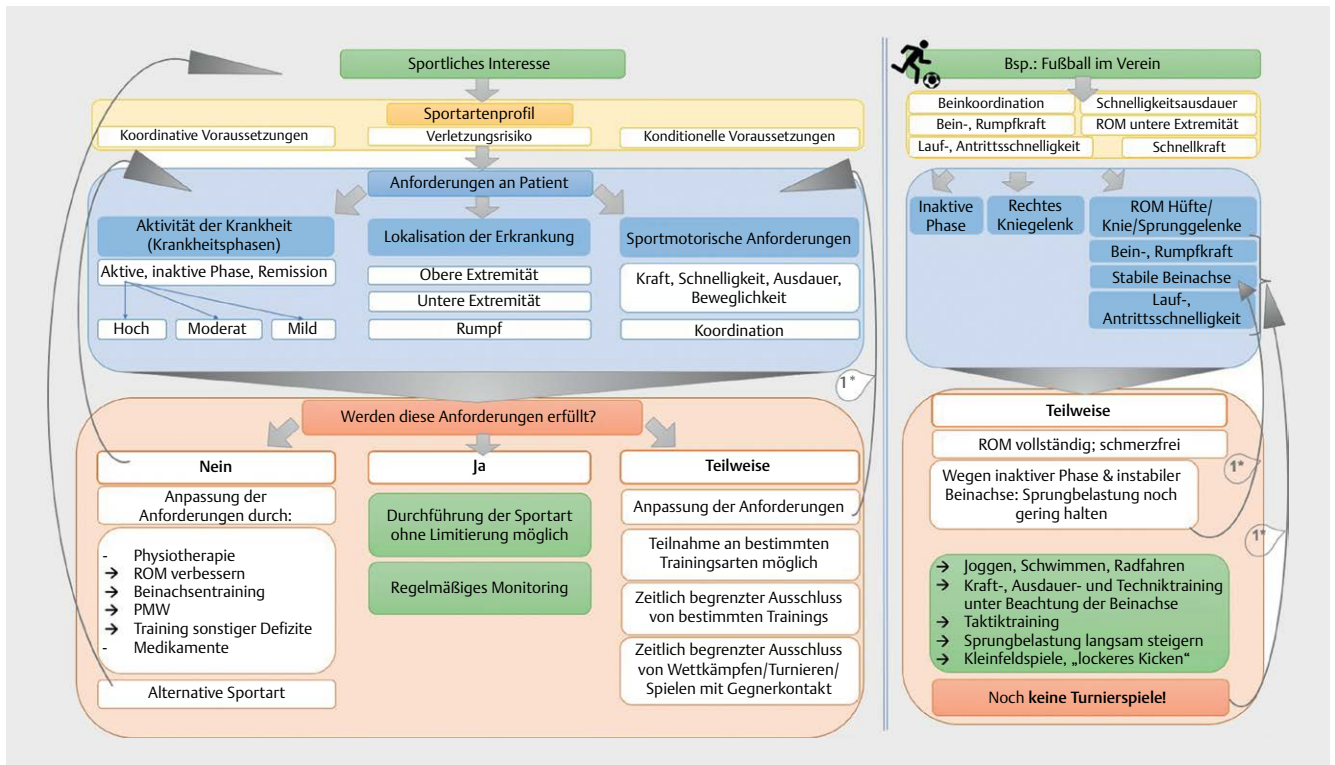 Sportliches Interesse
Sportartenprofil
Koordinative Voraussetzungen
Verletzungsrisiko
Konditionelle Voraussetzungen
Anforderungen an Patient
Aktivität der Krankheit
(Krankheitsphasen)
Aktive, inaktive Phase, Remission
Hoch
Moderat
Mild
Lokalisation der Erkrankung
Obere Extremität
Untere Extremität
Rumpf
Sportmotorische Anforderungen
Kraft, Schnelligkeit, Ausdauer,
Beweglichkeit
Koordination
1*
Werden diese Anforderungen erfüllt?
Nein
Anpassung der
Anforderungen durch:
- Physiotherapie
→ ROM verbessern
→ Beinachsentraining
→ PMW
→ Training sonstiger Defizite
- Medikamente
Alternative Sportart
Ja
Durchführung der Sportart
ohne Limitierung möglich
Regelmäßiges Monitoring
Teilweise
Anpassung der Anforderungen
Teilnahme an bestimmten
Trainingsarten möglich
Zeitlich begrenzter Ausschluss
von bestimmten Trainings
Zeitlich begrenzter Ausschluss
von Wettkämpfen/Turnieren/
Spielen mit Gegnerkontakt
Bsp.: Fußball im Verein
Beinkoordination
Schnelligkeitsausdauer
Bein-, Rumpfkraft
ROM untere Extremität
Lauf-, Antrittsschnelligkeit
Schnellkraft
Inaktive
Phase
Rechtes
Kniegelenk
ROM Hüfte/
Knie/Sprunggelenke
Bein-, Rumpfkraft
Stabile Beinachse
Lauf-,
Antrittsschnelligkeit
Teilweise
ROM vollständig; schmerzfrei
Wegen inaktiver Phase & instabiler
Beinachse: Sprungbelastung noch
gering halten
1*
1*
→ Joggen, Schwimmen, Radfahren
→ Kraft-, Ausdauer- und Techniktraining
unter Beachtung der Beinachse
→ Taktiktraining
→ Sprungbelastung langsam steigern
→ Kleinfeldspiele, „lockeres Kicken“
Noch keine Turnierspiele!